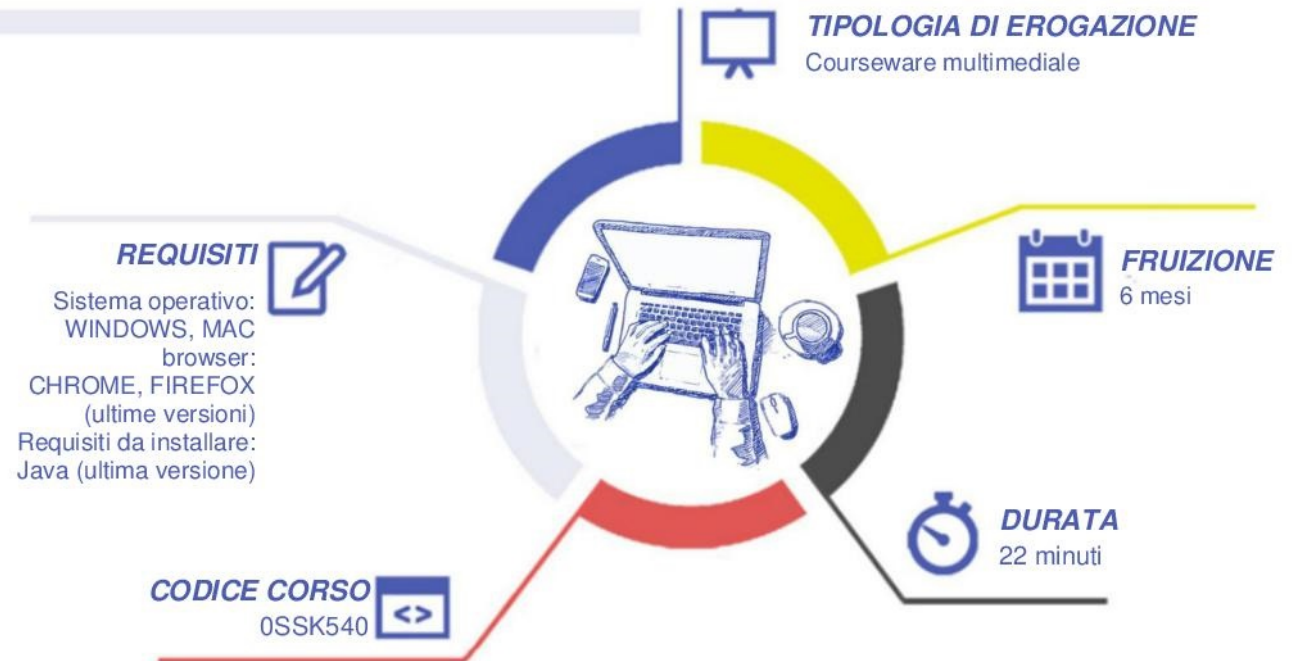 TIPOLOGIA DI EROGAZIONE
Courseware multimediale
REQUISITI
Sistema operativo:
WINDOWS, MAC
browser:
CHROME, FIREFOX
(ultime versioni)
Requisiti da installare:
Java (ultima versione)
FRUIZIONE
6 mesi
DURATA
22 minuti
CODICE CORSO
0SSK540